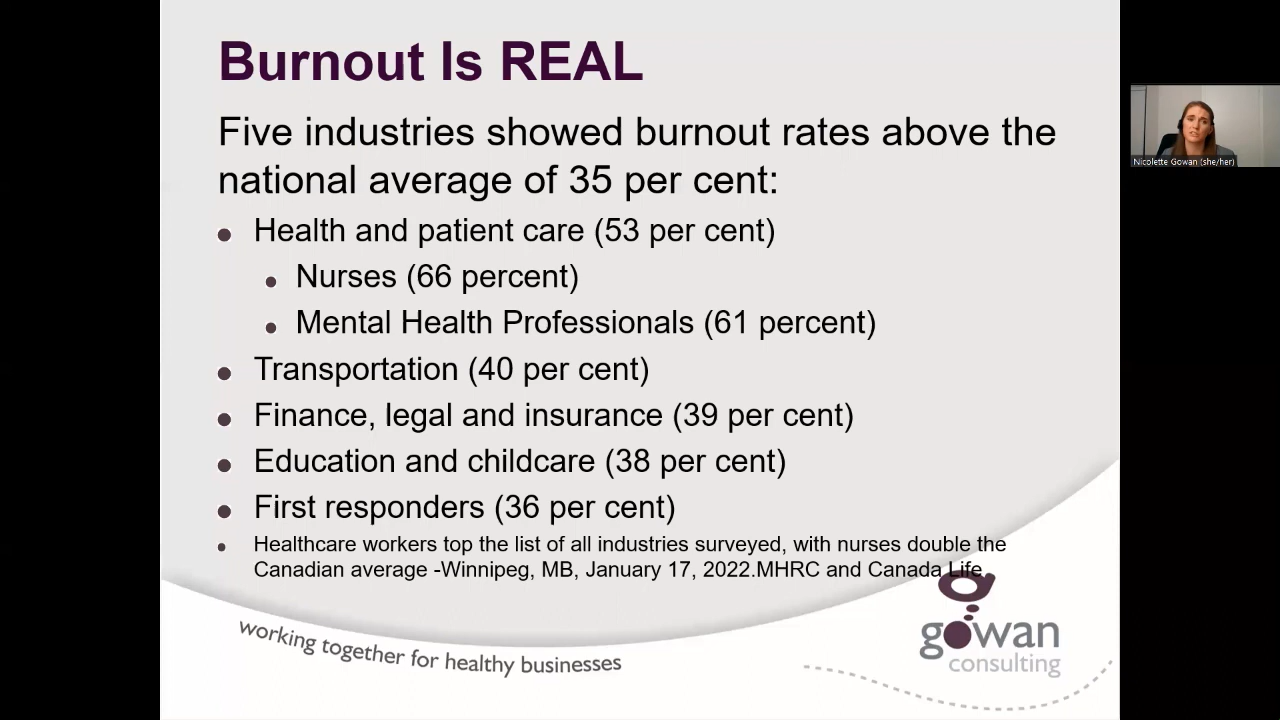 Burnout Is REAL
Five industries showed burnout rates above the
national average of 35 per cent:
Health and patient care (53 per cent)
Nurses (66 percent)
Mental Health Professionals (61 percent)
Transportation (40 per cent)
Finance, legal and insurance (39 per cent)
Education and childcare (38 per cent)
First responders (36 per cent)
Healthcare workers top the list of all industries surveyed, with nurses double the
Canadian average -Winnipeg, MB, January 17, 2022.MHRC and Canada Life
working together for healthy businesses
gowan
consulting
Nicolette Gowan (she/her)